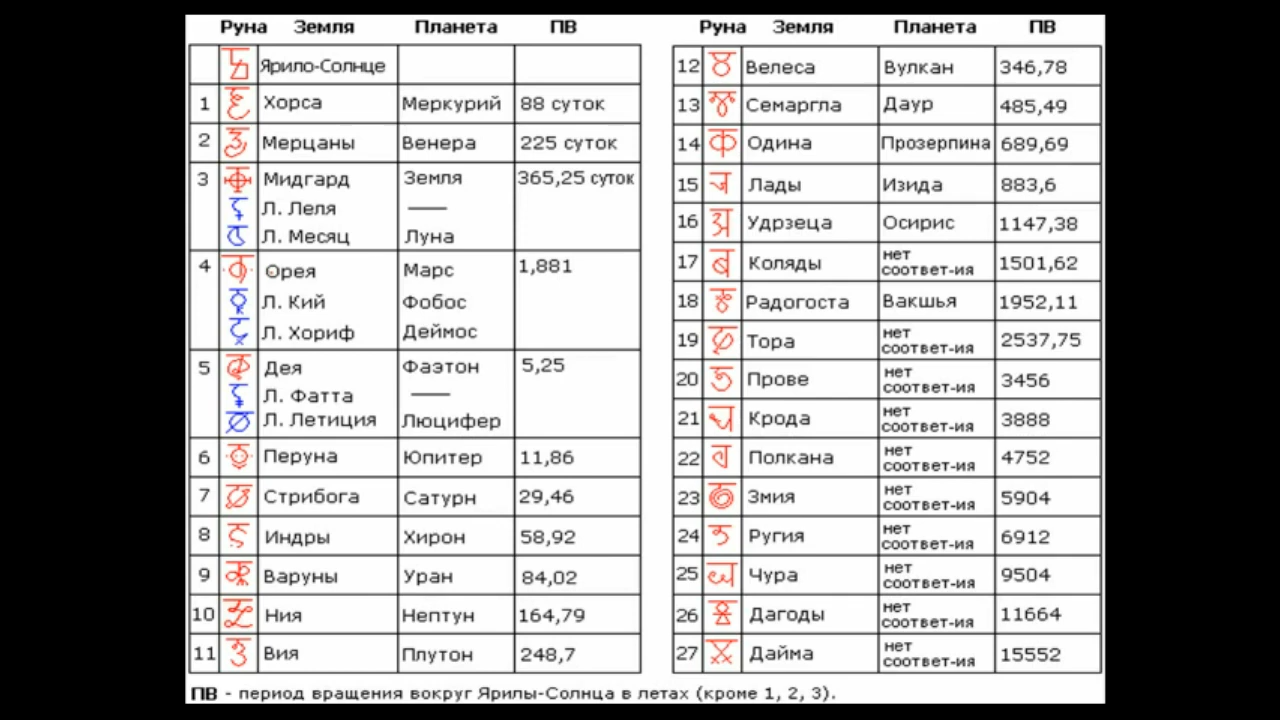 Руна Земля Планета ПВ
Ярило-Солнце
1 Хорса Меркурий 88 суток
2 Мерцаны Венера 225 суток
3 Мидгард Земля 365,25 суток
Л. Леля ——
Л. Месяц Луна
4 Орея Марс 1,881
Л. Кий Фобос
Л. Хориф Деймос
5 Дея Фаэтон 5,25
Л. Фатта ——
Л. Летиция Люцифер
6 Перуна Юпитер 11,86
7 Стрибога Сатурн 29,46
8 Индры Хирон 58,92
9 Варуны Уран 84,02
10 Ния Нептун 164,79
11 Вия Плутон 248,7
Руна Земля Планета ПВ
12 Велеса Вулкан 346,78
13 Семаргла Даур 485,49
14 Одина Прозерпина 689,69
15 Лады Изида 883,6
16 Удрзеца Осирис 1147,38
17 Коляды нет соответ-ия 1501,62
18 Радогоста Вакшья 1952,11
19 Тора нет соответ-ия 2537,75
20 Прове нет соответ-ия 3456
21 Крода нет соответ-ия 3888
22 Полкана нет соответ-ия 4752
23 Змия нет соответ-ия 5904
24 Ругия нет соответ-ия 6912
25 Чура нет соответ-ия 9504
26 Дагоды нет соответ-ия 11664
27 Дайма нет соответ-ия 15552
ПВ - период вращения вокруг Ярилы-Солнца в летах (кроме 1, 2, 3).